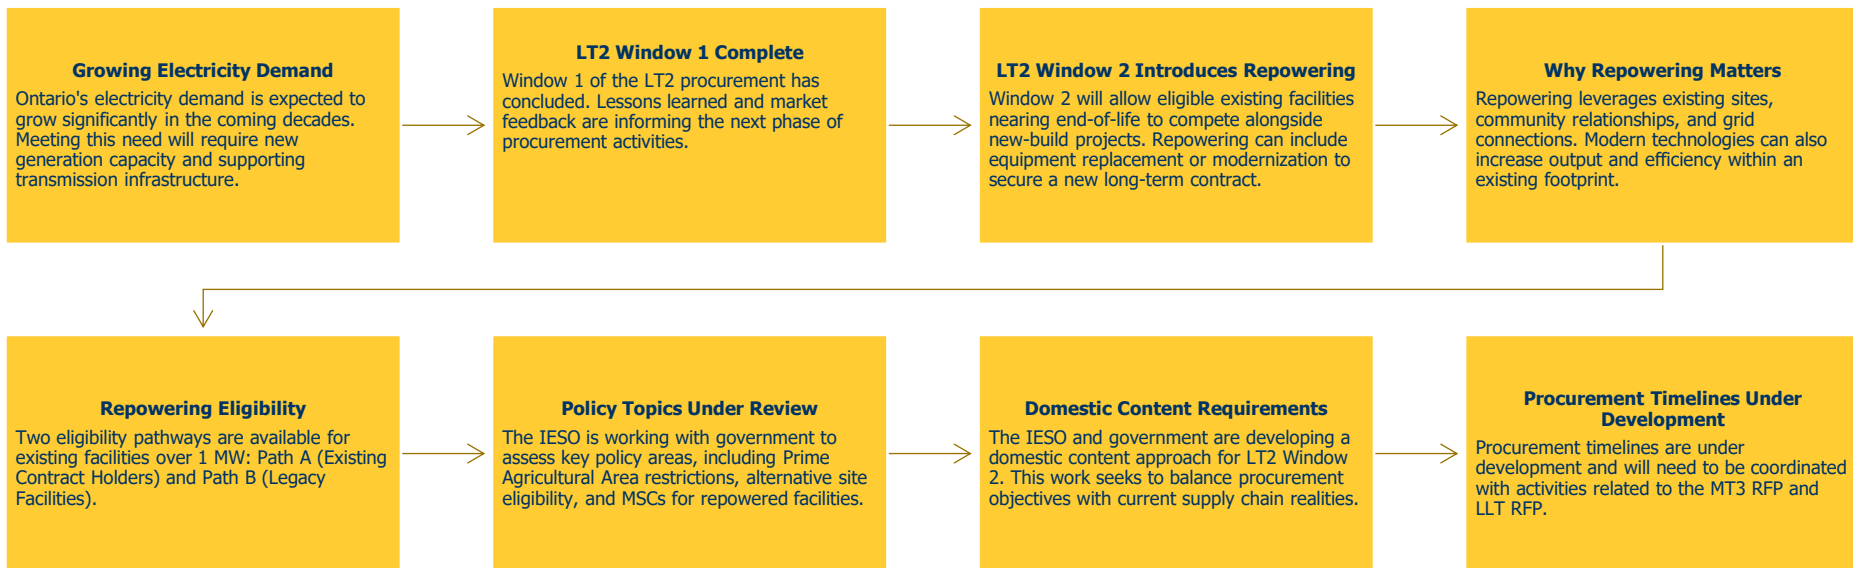 Growing Electricity Demand
Ontario's electricity demand is expected to
grow significantly in the coming decades.
Meeting this need will require new
generation capacity and supporting
transmission infrastructure.
LT2 Window 1 Complete
Window 1 of the LT2 procurement has
concluded. Lessons learned and market
feedback are informing the next phase of
procurement activities.
LT2 Window 2 Introduces Repowering
Window 2 will allow eligible existing facilities
nearing end-of-life to compete alongside
new-build projects. Repowering can include
equipment replacement or modernization to
secure a new long-term contract.
Why Repowering Matters
Repowering leverages existing sites,
community relationships, and grid
connections. Modern technologies can also
increase output and efficiency within an
existing footprint.
Repowering Eligibility
Two eligibility pathways are available for
existing facilities over 1 MW: Path A (Existing
Contract Holders) and Path B (Legacy
Facilities).
Policy Topics Under Review
The IESO is working with government to
assess key policy areas, including Prime
Agricultural Area restrictions, alternative site
eligibility, and MSCs for repowered facilities.
Domestic Content Requirements
The IESO and government are developing a
domestic content approach for LT2 Window
2. This work seeks to balance procurement
objectives with current supply chain realities.
Procurement Timelines Under
Development
Procurement timelines are under
development and will need to be coordinated
with activities related to the MT3 RFP and
LLT RFP.